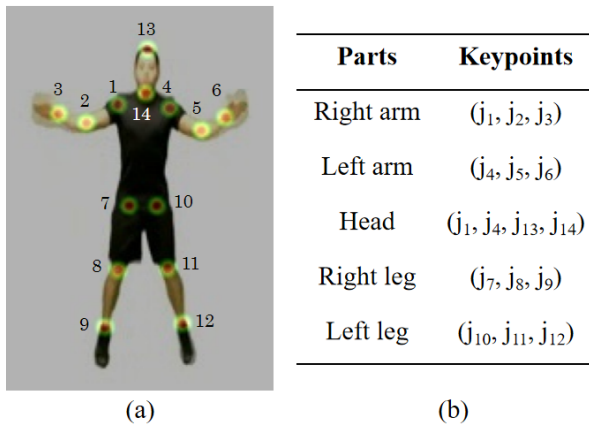 13
3
1
4
6
2
5
14
7
10
8
11
9
12
(a)
Parts Keypoints
Right arm (j₁, j₂, j₃)
Left arm (j₄, j₅, j₆)
Head (j₁, j₄, j₁₃, j₁₄)
Right leg (j₇, j₈, j₉)
Left leg (j₁₀, j₁₁, j₁₂)
(b)